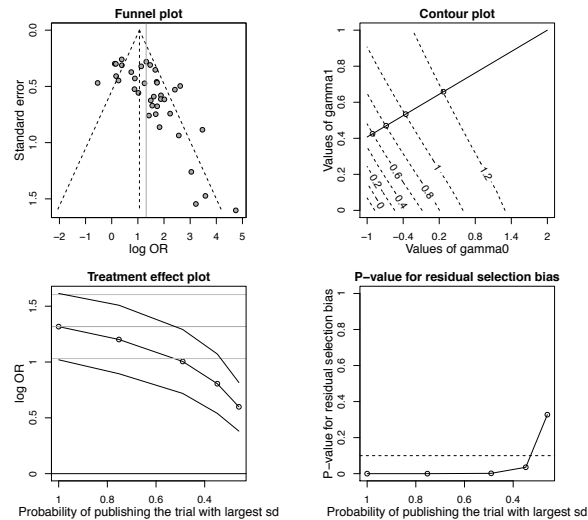 Funnel plot
Standard error
0.0
0.5
1.0
1.5
−2 −1 0 1 2 3 4 5
log OR
Contour plot
Values of gamma1
1
0.8
0.6
0.4
0.2
0
0
0.2
0.4
0.6
0.8
1
1.2
−1 −0.4 0.2 0.8 1.4 2
Values of gamma0
Treatment effect plot
log OR
1.5
1
0.5
0
1 0.8 0.6 0.4
Probability of publishing the trial with largest sd
P−value for residual selection bias
P−value for residual selection bias
1
0.8
0.6
0.4
0.2
0
1 0.8 0.6 0.4
Probability of publishing the trial with largest sd